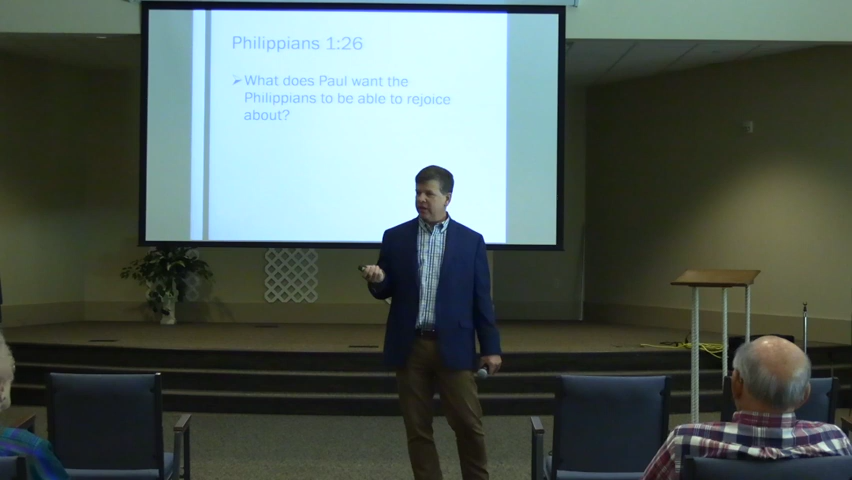 Philippians 1:26
➤What does Paul want the
Philippians to be able to rejoice
about?